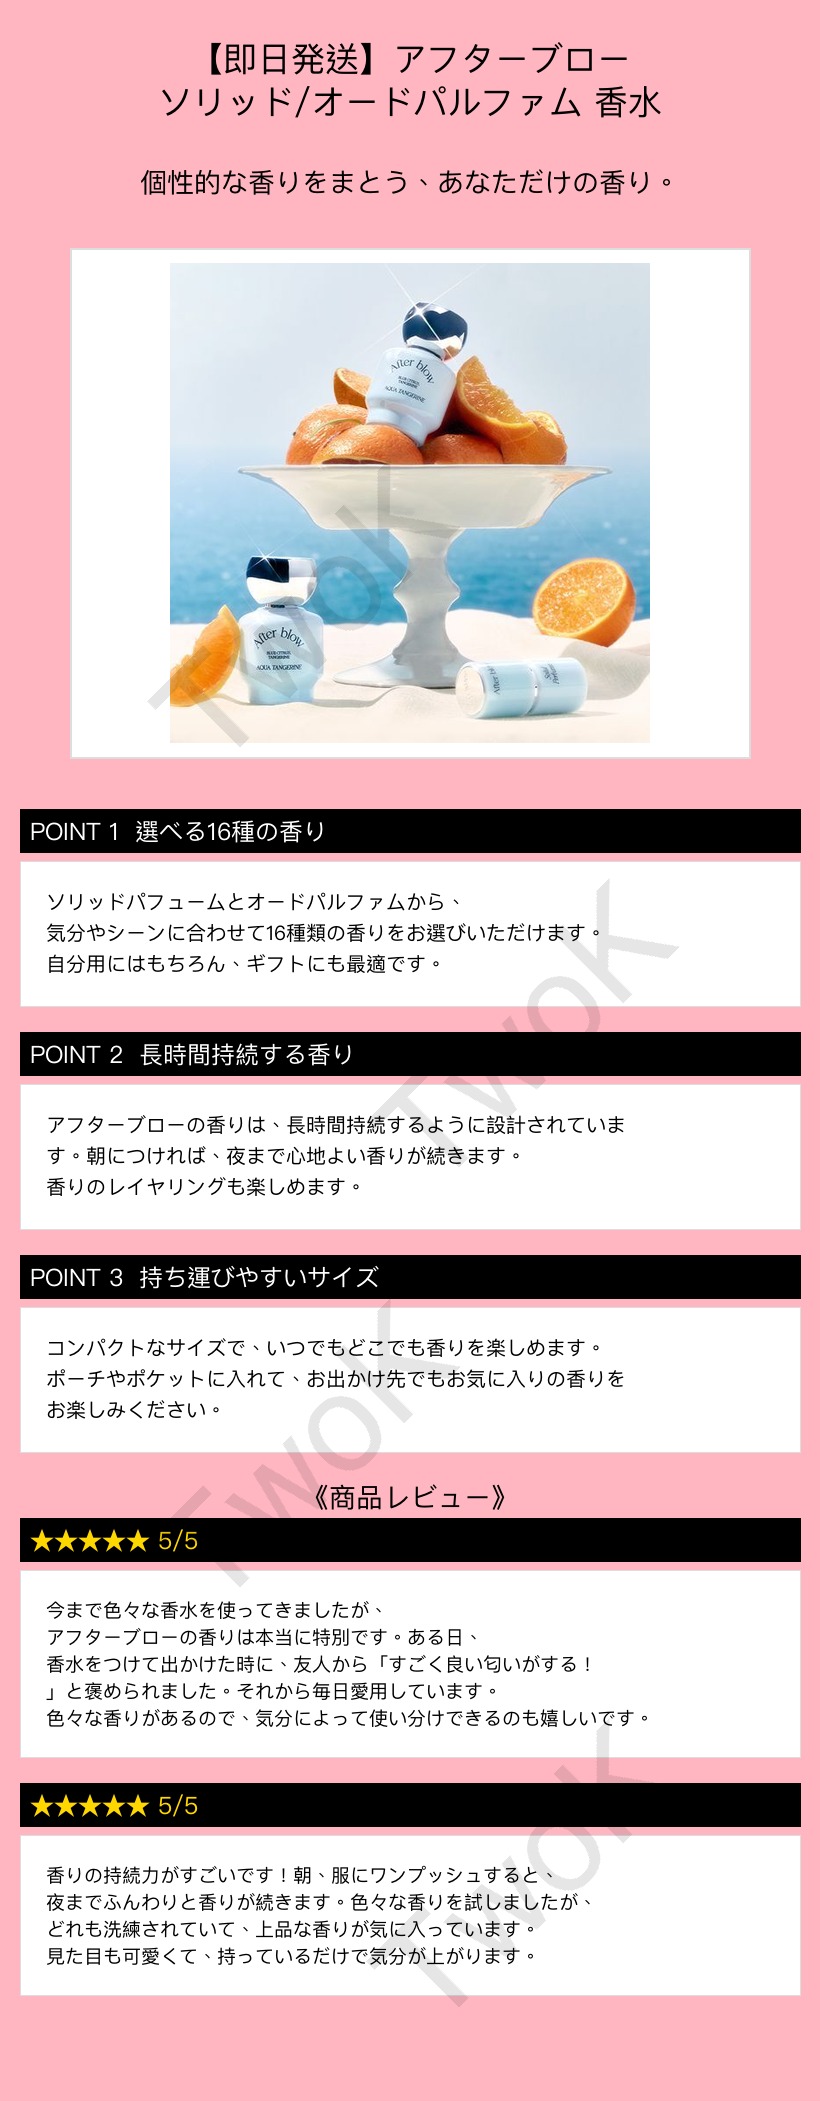 【即日発送】アフターブロー
ソリッド/オードパルファム 香水
個性的な香りをまとう、あなただけの香り。
After blow
BLUE CITRUS,
TANGERINE
AQUA TANGERINE
After blow
BLUE CITRUS,
TANGERINE
AQUA TANGERINE
After bl
Solid
Perfume
TwoK
POINT 1 選べる16種の香り
ソリッドパフュームとオードパルファムから、
気分やシーンに合わせて16種類の香りをお選びいただけます。
自分用にはもちろん、ギフトにも最適です。
TwoK
POINT 2 長時間持続する香り
アフターブローの香りは、長時間持続するように設計されていま
す。朝につければ、夜まで心地よい香りが続きます。
香りのレイヤリングも楽しめます。
POINT 3 持ち運びやすいサイズ
コンパクトなサイズで、いつでもどこでも香りを楽しめます。
ポーチやポケットに入れて、お出かけ先でもお気に入りの香りを
お楽しみください。
TwoK
《商品レビュー》
★★★★★ 5/5
今まで色々な香水を使ってきましたが、
アフターブローの香りは本当に特別です。ある日、
香水をつけて出かけた時に、友人から「すごく良い匂いがする！
」と褒められました。それから毎日愛用しています。
色々な香りがあるので、気分によって使い分けできるのも嬉しいです。
★★★★★ 5/5
香りの持続力がすごいです！朝、服にワンプッシュすると、
夜までふんわりと香りが続きます。色々な香りを試しましたが、
どれも洗練されていて、上品な香りが気に入っています。
見た目も可愛くて、持っているだけで気分が上がります。
TwoK